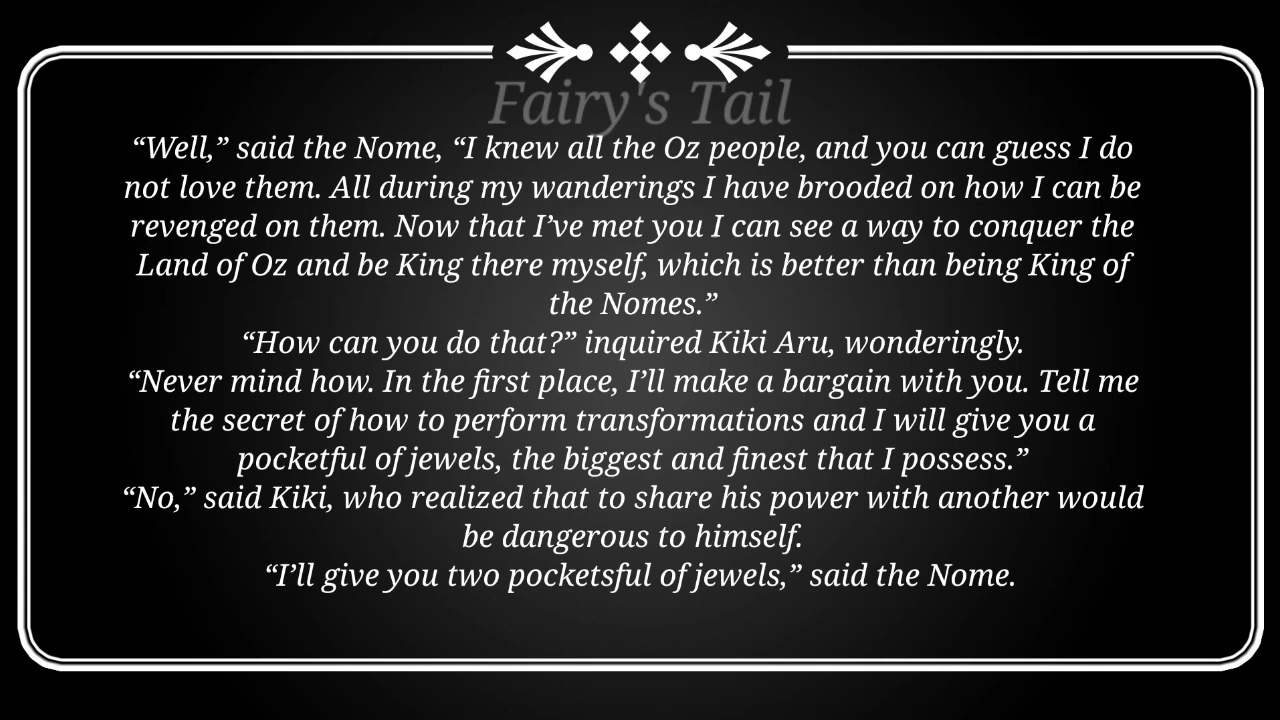 Fairy's Tail
“Well,” said the Nome, “I knew all the Oz people, and you can guess I do
not love them. All during my wanderings I have brooded on how I can be
revenged on them. Now that I’ve met you I can see a way to conquer the
Land of Oz and be King there myself, which is better than being King of
the Nomes.”
“How can you do that?” inquired Kiki Aru, wonderingly.
“Never mind how. In the first place, I’ll make a bargain with you. Tell me
the secret of how to perform transformations and I will give you a
pocketful of jewels, the biggest and finest that I possess.”
“No,” said Kiki, who realized that to share his power with another would
be dangerous to himself.
“I’ll give you two pocketsful of jewels,” said the Nome.